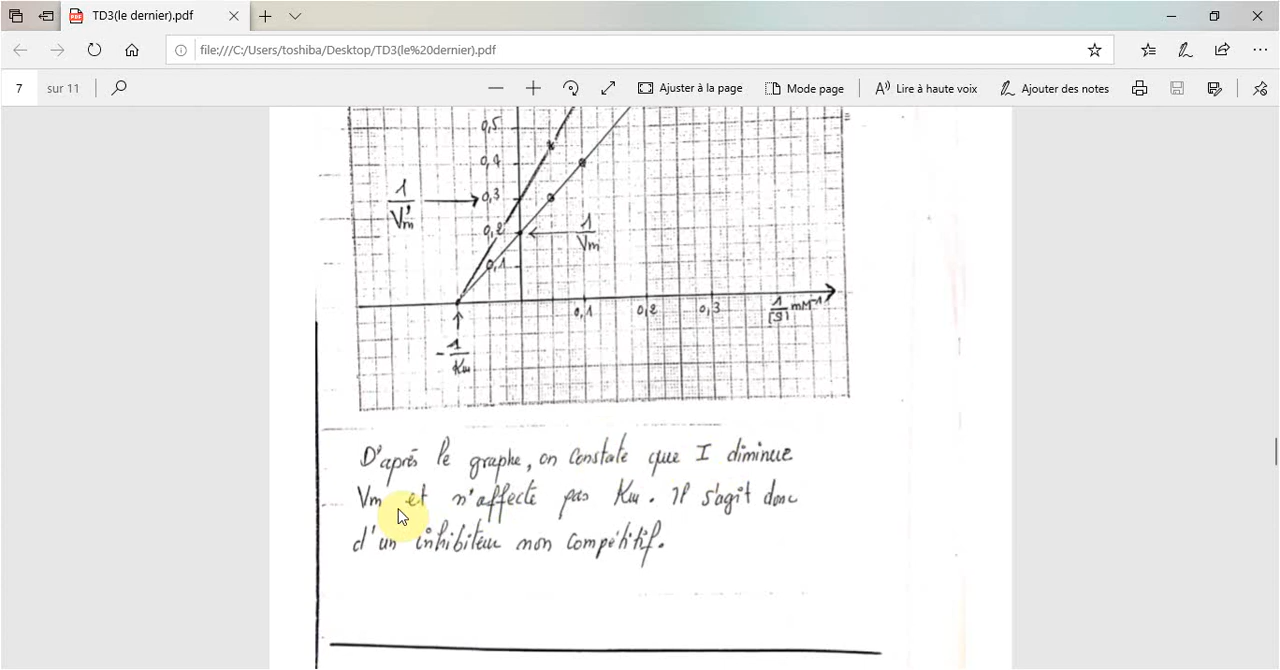 TD3(le dernier).pdf
file:///C:/Users/toshiba/Desktop/TD3(le%20dernier).pdf
7 sur 11 Ajuster à la page Mode page Lire à haute voix Ajouter des notes
0,5
0,4
1/V'm 0,3
0,2 1/Vm
0,1
0,1 0,2 0,3 1/[S] mM-1
-1/Km
D'après le graphe, on constate que I diminue
Vm et n'affecte pas Km. Il s'agit donc
d'un inhibiteur non compétitif.